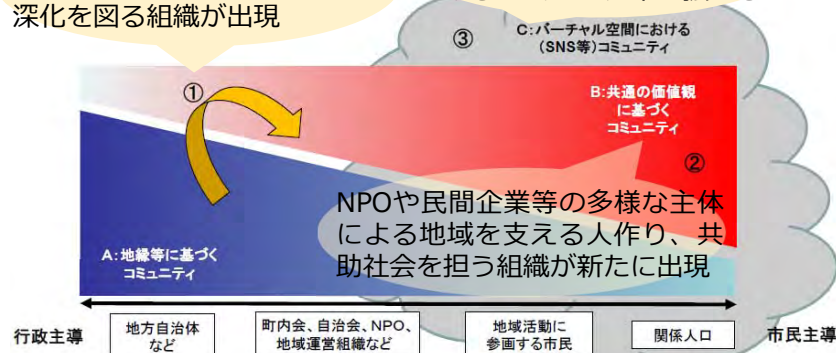 深化を図る組織が出現
③
C:バーチャル空間における
(SNS等)コミュニティ
①
B:共通の価値観
に基づく
コミュニティ
②
NPOや民間企業等の多様な主体
による地域を支える人作り、共
助社会を担う組織が新たに出現
A:地縁等に基づく
コミュニティ
行政主導
地方自治体
など
町内会、自治会、NPO、
地域運営組織など
地域活動に
参画する市民
関係人口
市民主導